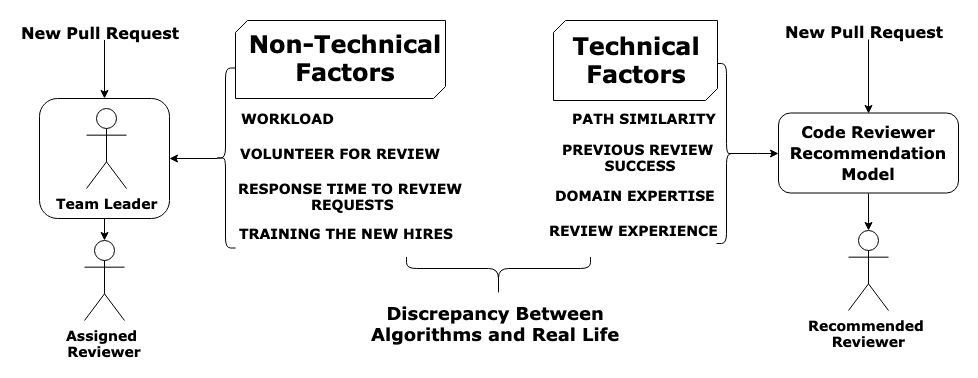 New Pull Request
Non-Technical
Factors
WORKLOAD
VOLUNTEER FOR REVIEW
RESPONSE TIME TO REVIEW
REQUESTS
TRAINING THE NEW HIRES
Team Leader
Assigned
Reviewer
Technical
Factors
PATH SIMILARITY
PREVIOUS REVIEW
SUCCESS
DOMAIN EXPERTISE
REVIEW EXPERIENCE
New Pull Request
Code Reviewer
Recommendation
Model
Recommended
Reviewer
Discrepancy Between
Algorithms and Real Life